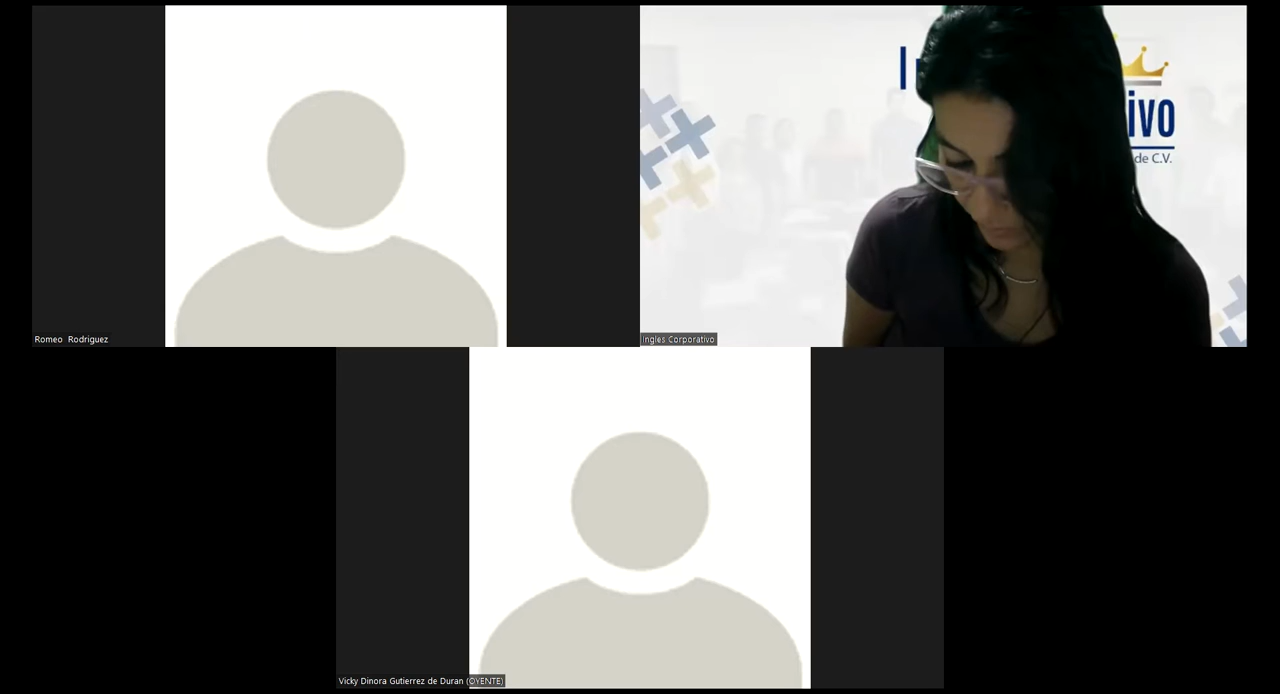 Romeo Rodriguez
ivo
de C.V.
Ingles Corporativo
Vicky Dinora Gutierrez de Duran (OYENTE)